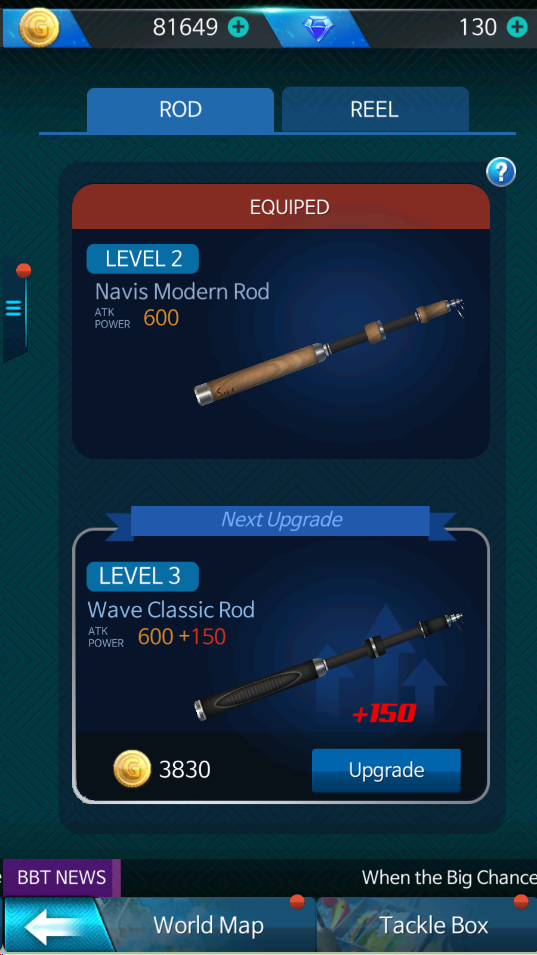 G 81649 130
ROD REEL
?
EQUIPED
LEVEL 2
Navis Modern Rod
ATK
POWER 600
Next Upgrade
LEVEL 3
Wave Classic Rod
ATK
POWER 600 +150
+150
G 3830 Upgrade
BBT NEWS When the Big Chance
World Map Tackle Box